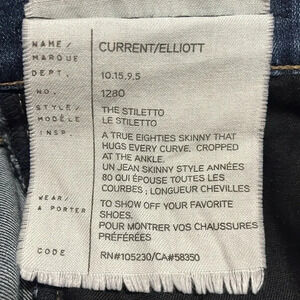 NAME/ CURRENT/ELLIOTT
MARQUE
DEPT. 10.15.9.5
NO. 1280
STYLE/ THE STILETTO
MODÈLE LE STILETTO
INSP. A TRUE EIGHTIES SKINNY THAT
HUGS EVERY CURVE. CROPPED
AT THE ANKLE.
UN JEAN SKINNY STYLE ANNÉES
80 QUI ÉPOUSE TOUTES LES
COURBES ; LONGUEUR CHEVILLES
WEAR/ TO SHOW OFF YOUR FAVORITE
À PORTER SHOES.
POUR MONTRER VOS CHAUSSURES
PRÉFÉRÉES
CODE RN#105230/CA#58350